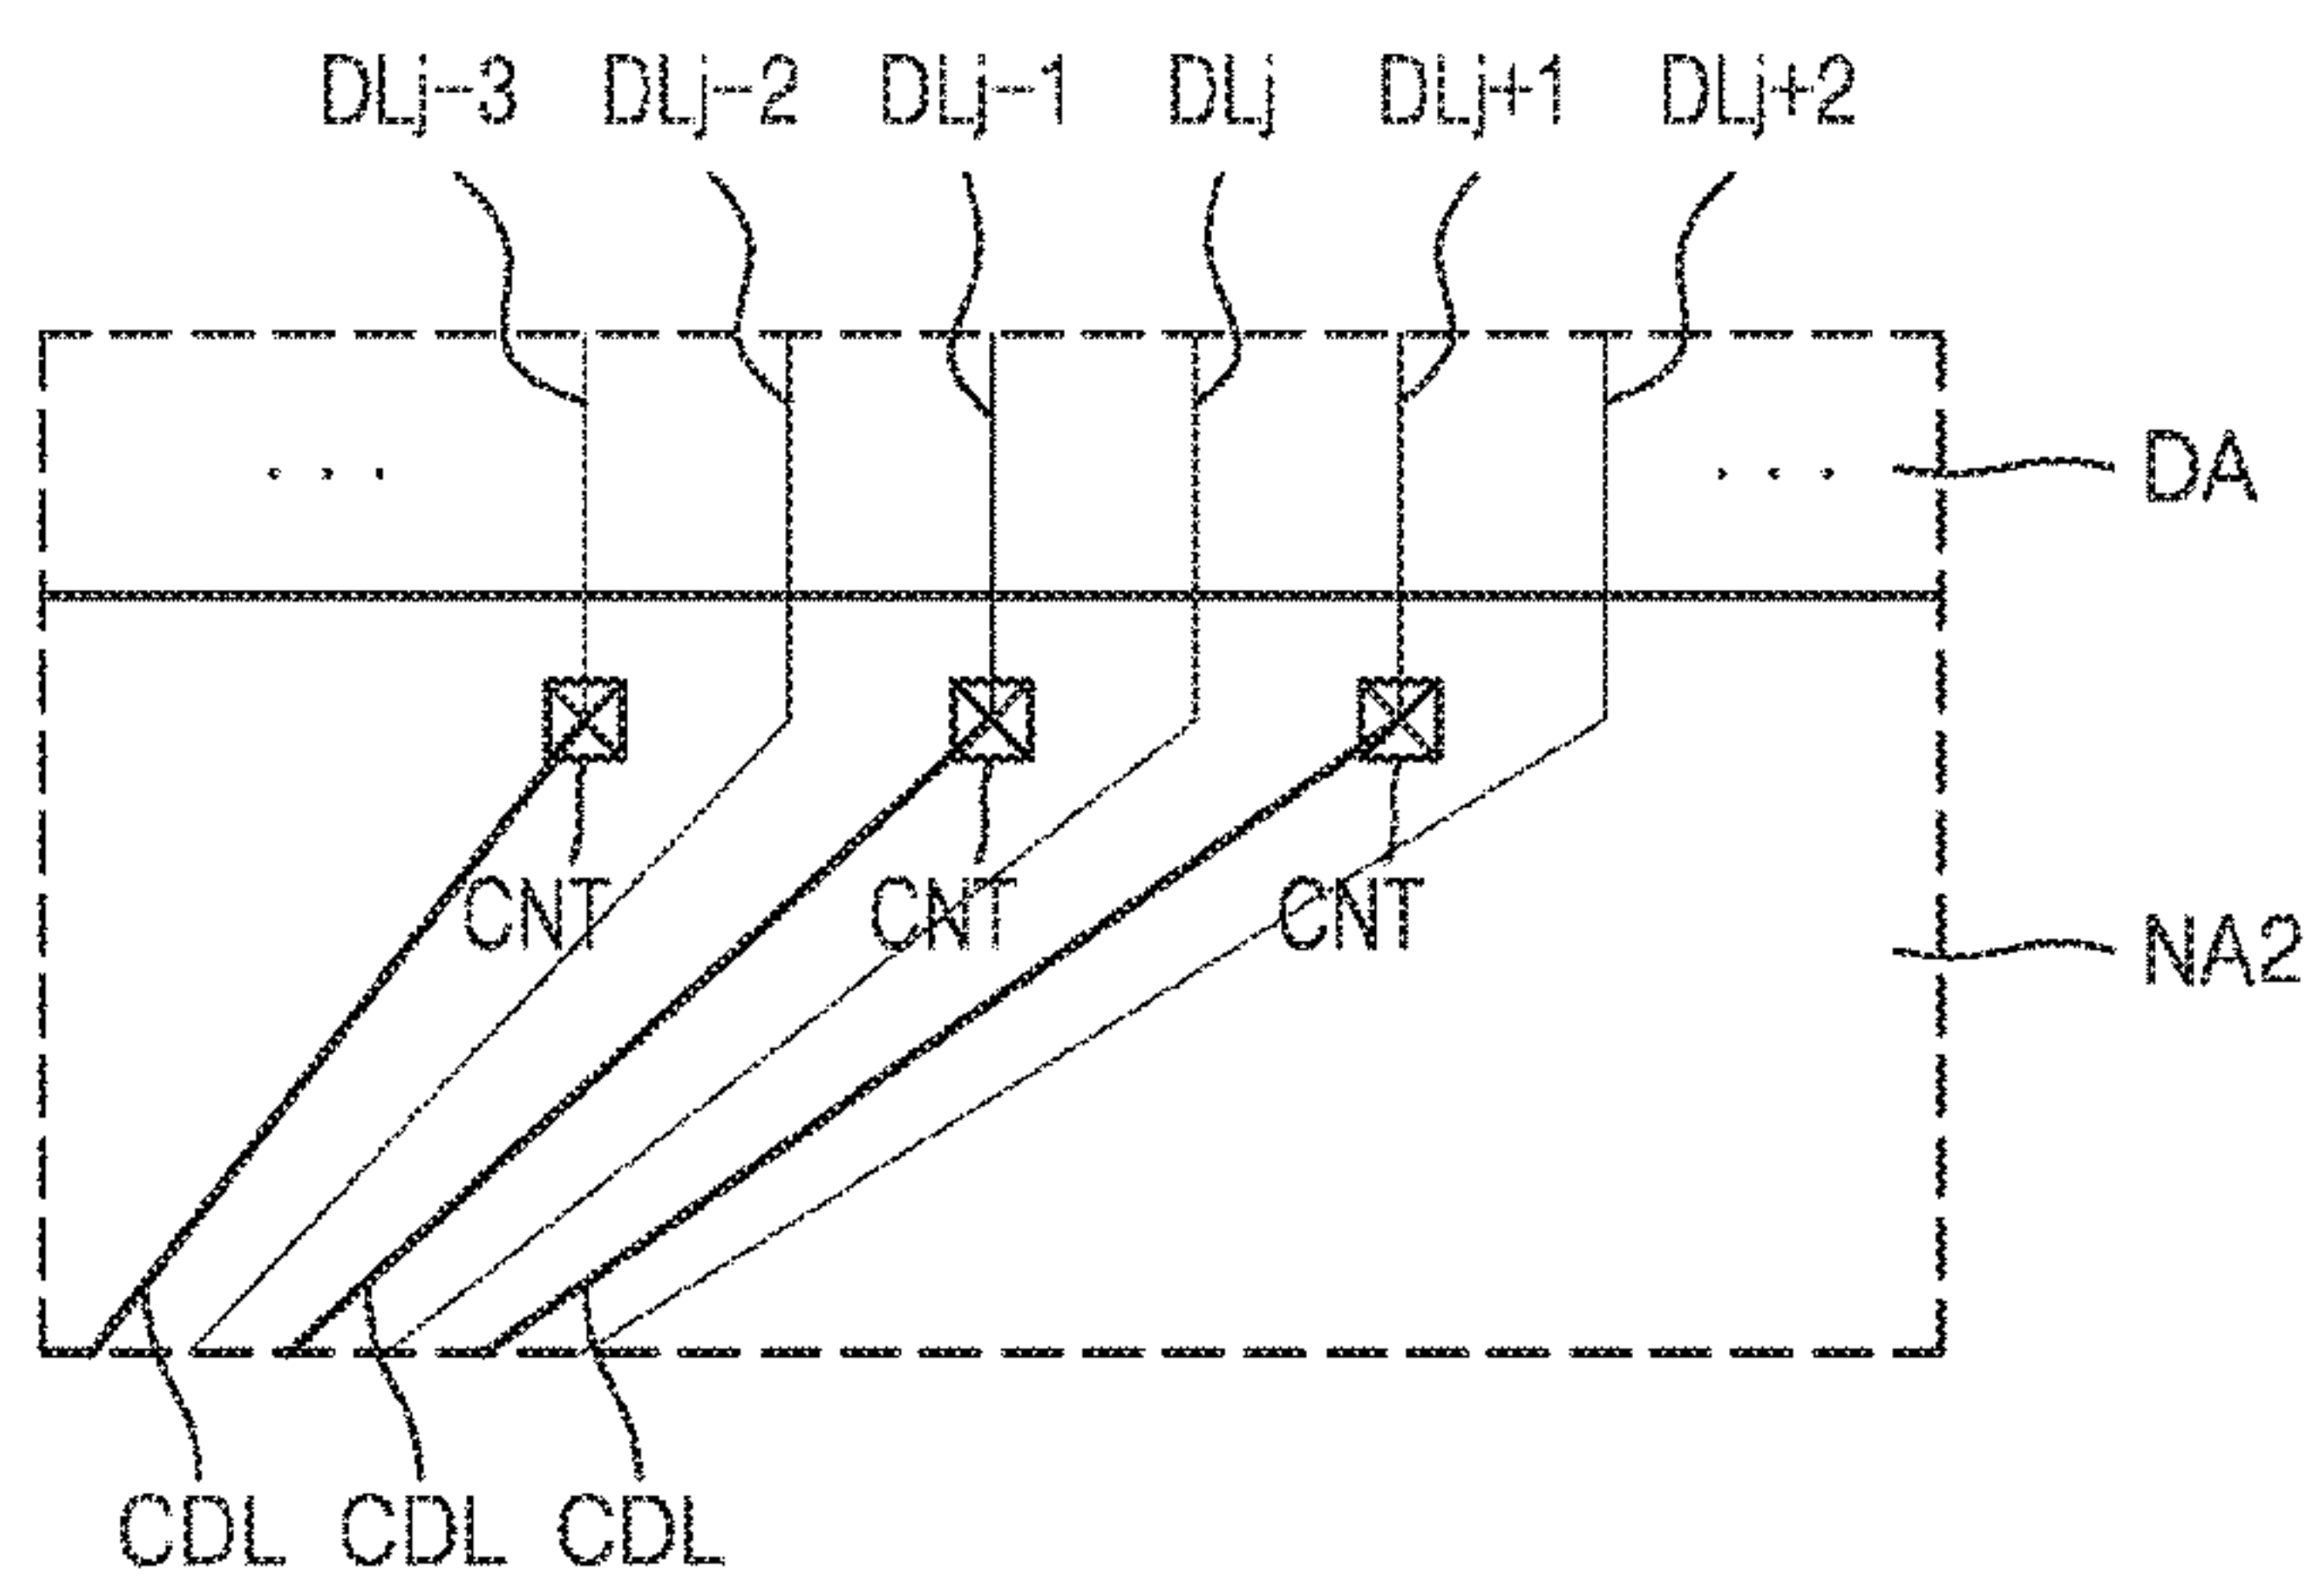 DLj-3 DLj-2 DLj-1 DLj DLj+1 DLj+2
... ... DA
CNT CNT CNT
NA2
CDL CDL CDL